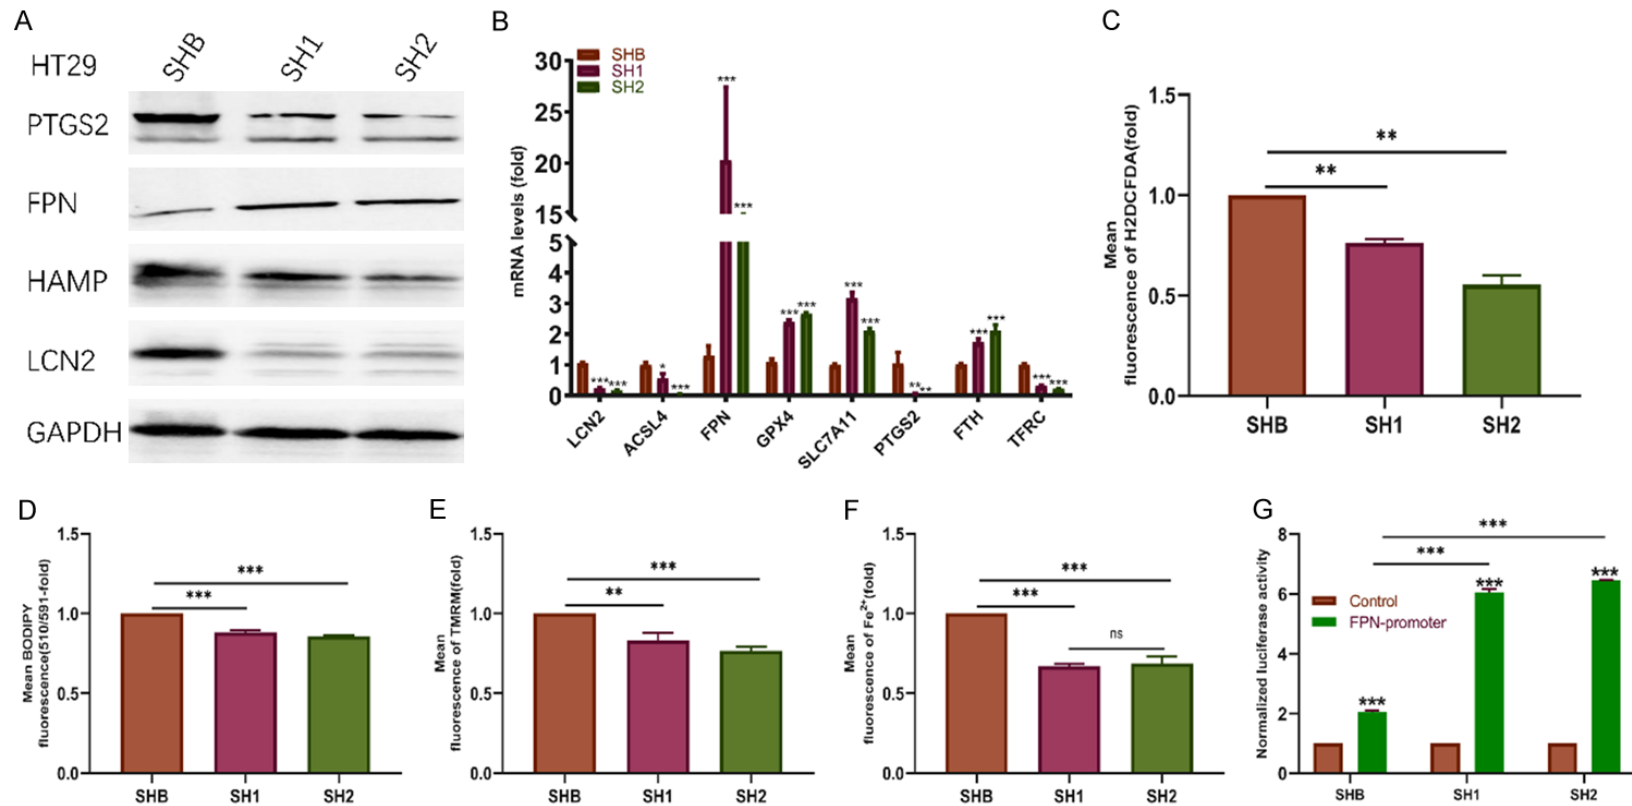 A
HT29
SHB
SH1
SH2
PTGS2
FPN
HAMP
LCN2
GAPDH
B
SHB
SH1
SH2
mRNA levels (fold)
30
25
20
15
5
4
3
2
1
0
***
***
*
***
***
***
***
***
***
***
**
**
***
***
***
***
LCN2
ACSL4
FPN
GPX4
SLC7A11
PTGS2
FTH
TFRC
C
Mean
fluorescence of H2DCFDA(fold)
1.5
1.0
0.5
0.0
**
**
SHB
SH1
SH2
D
Mean BODIPY
fluorescence(510/591-fold)
1.5
1.0
0.5
0.0
***
***
SHB
SH1
SH2
E
Mean
fluorescence of TMRM(fold)
1.5
1.0
0.5
0.0
***
**
SHB
SH1
SH2
F
Mean
fluorescence of Fe2+(fold)
1.5
1.0
0.5
0.0
***
***
ns
SHB
SH1
SH2
G
Normalized luciferase activity
8
6
4
2
0
***
***
***
***
***
Control
FPN-promoter
SHB
SH1
SH2